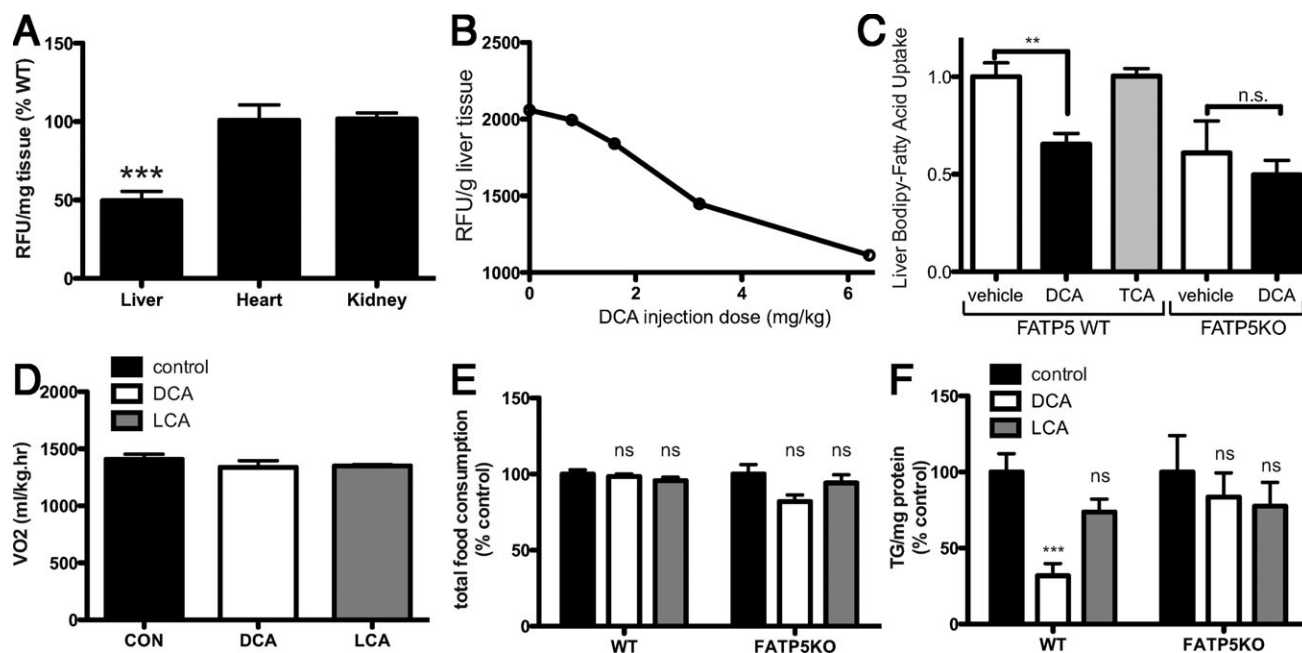 A
RFU/mg tissue (% WT)
150
100
50
0
***
Liver Heart Kidney
B
RFU/g liver tissue
2500
2000
1500
1000
0 2 4 6
DCA injection dose (mg/kg)
C
Liver Bodipy-Fatty Acid Uptake
1.0
0.5
0.0
**
n.s.
vehicle DCA TCA vehicle DCA
FATP5 WT FATP5KO
D
control
DCA
LCA
VO2 (ml/kg.hr)
2000
1500
1000
500
0
CON DCA LCA
E
total food consumption
(% control)
150
100
50
0
ns ns ns ns
WT FATP5KO
F
control
DCA
LCA
TG/mg protein
(% control)
150
100
50
0
*** ns ns ns
WT FATP5KO